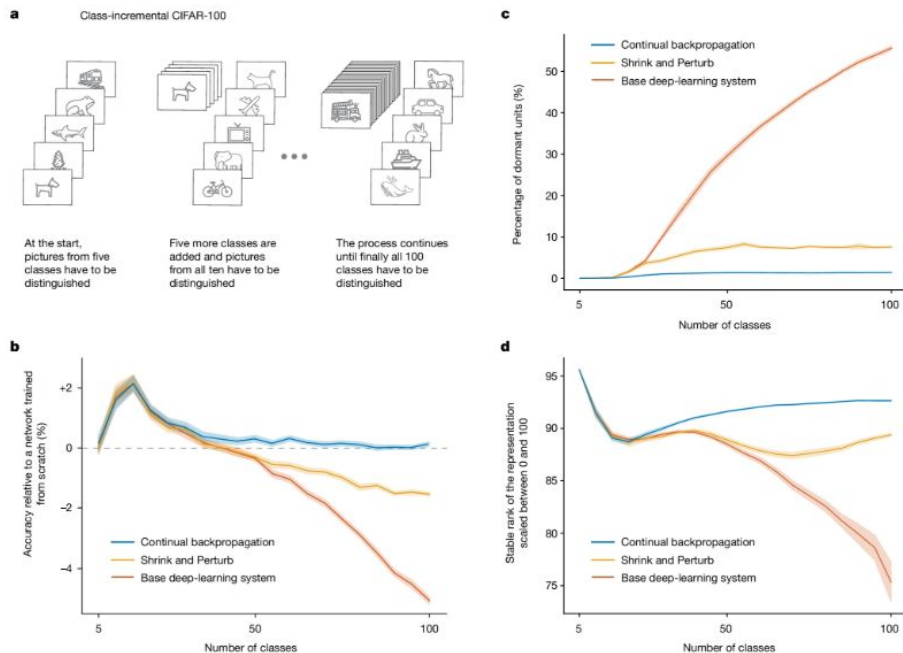 a
Class-incremental CIFAR-100
At the start,
pictures from five
classes have to be
distinguished
Five more classes are
added and pictures
from all ten have to be
distinguished
The process continues
until finally all 100
classes have to be
distinguished
b
Accuracy relative to a network trained
from scratch (%)
+2
0
−2
−4
Continual backpropagation
Shrink and Perturb
Base deep-learning system
5
50
100
Number of classes
c
Percentage of dormant units (%)
50
40
30
20
10
0
Continual backpropagation
Shrink and Perturb
Base deep-learning system
5
50
100
Number of classes
d
Stable rank of the representation
scaled between 0 and 100
95
90
85
80
75
Continual backpropagation
Shrink and Perturb
Base deep-learning system
5
50
100
Number of classes